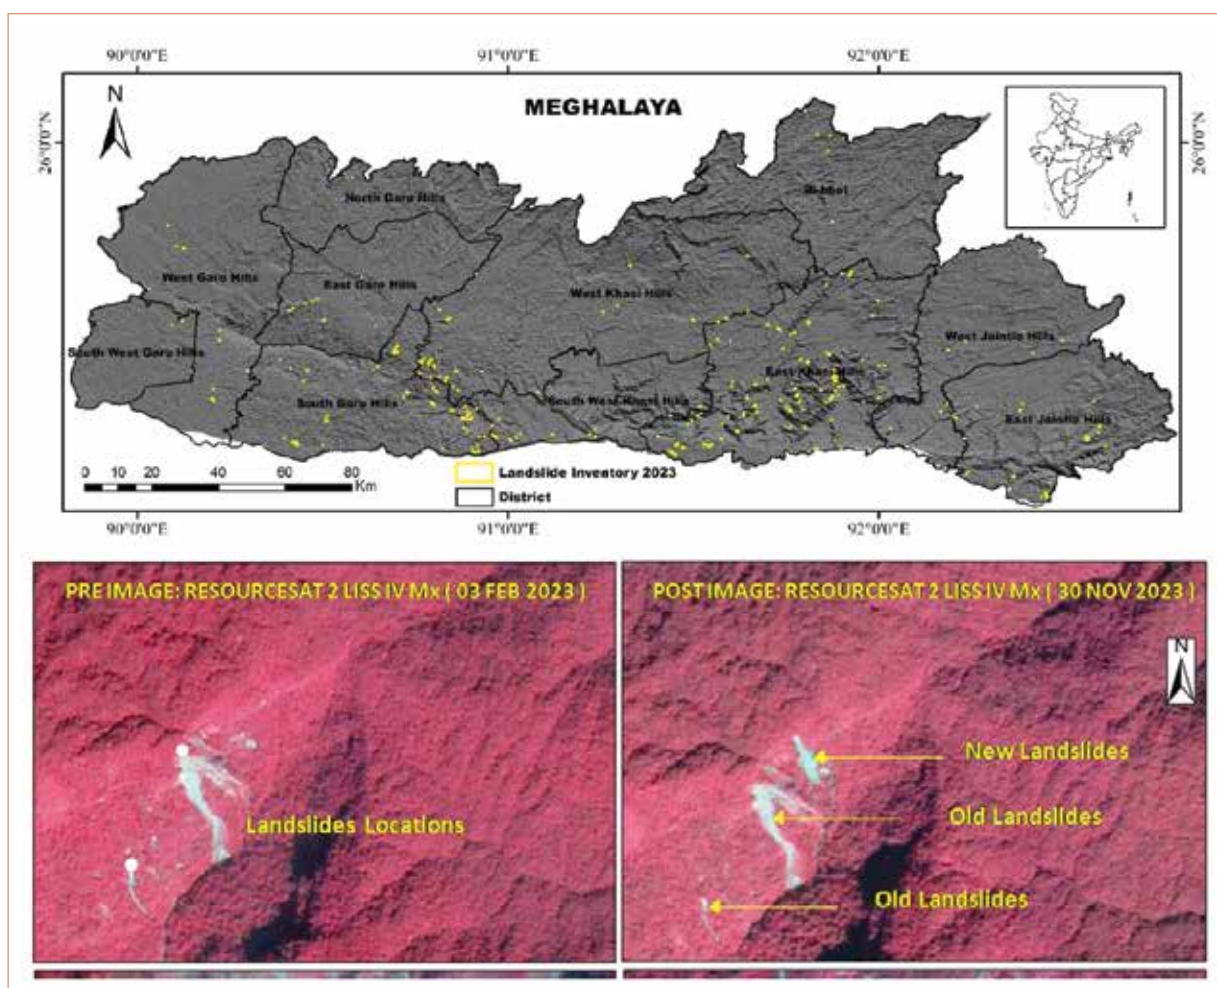 90°0'0"E 91°0'0"E 92°0'0"E
N
MEGHALAYA
26°0'0"N
26°0'0"N
North Garo Hills
Ri-bhoi
West Garo Hills
East Garo Hills
West Khasi Hills
South West Garo Hills
West Jaintia Hills
East Khasi Hills
South Garo Hills
South West Khasi Hills
East Jaintia Hills
0 10 20 40 60 80
Km
Landslide Inventory 2023
District
90°0'0"E 91°0'0"E 92°0'0"E
PRE IMAGE: RESOURCESAT 2 LISS IV Mx ( 03 FEB 2023 )
Landslides Locations
POST IMAGE: RESOURCESAT 2 LISS IV Mx ( 30 NOV 2023 )
N
New Landslides
Old Landslides
Old Landslides